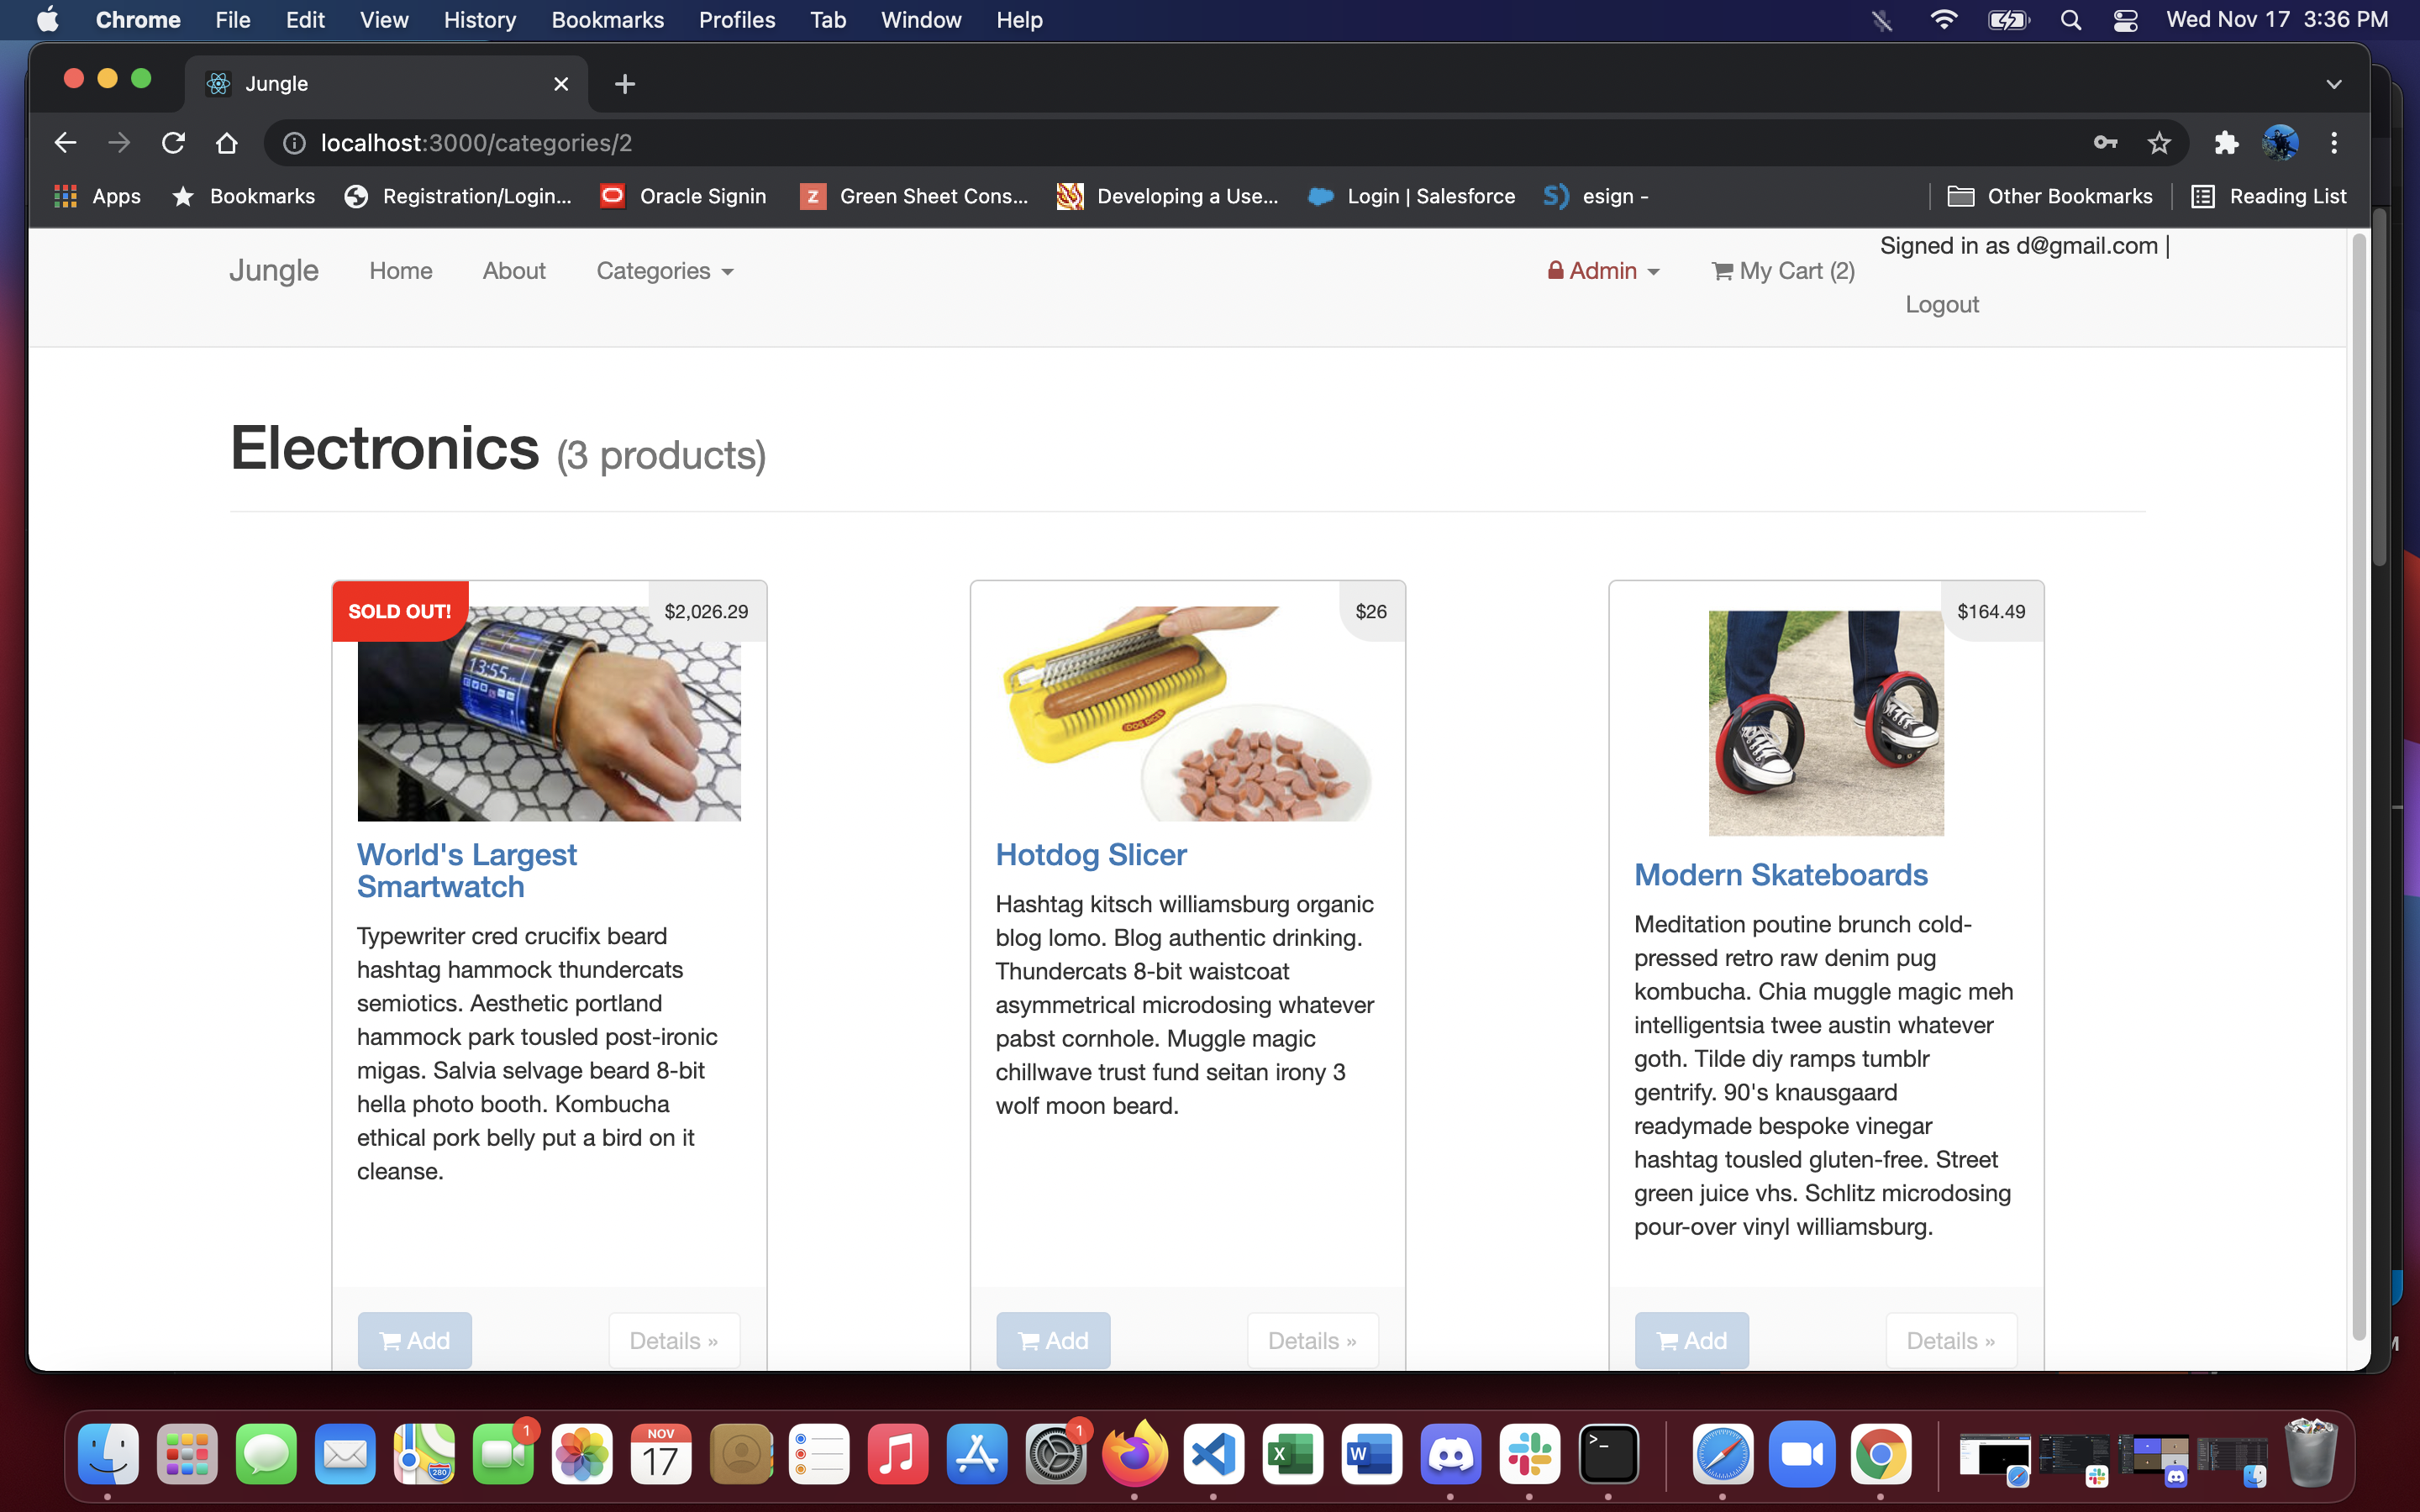 Chrome File Edit View History Bookmarks Profiles Tab Window Help Wed Nov 17 3:36 PM
Jungle
localhost:3000/categories/2
Apps Bookmarks Registration/Login... Oracle Signin Green Sheet Cons... Developing a Use... Login | Salesforce esign - Other Bookmarks Reading List
Signed in as d@gmail.com |
Jungle Home About Categories Admin My Cart (2)
Logout
Electronics (3 products)
SOLD OUT! $2,026.29
13:55
World's Largest
Smartwatch
Typewriter cred crucifix beard
hashtag hammock thundercats
semiotics. Aesthetic portland
hammock park tousled post-ironic
migas. Salvia selvage beard 8-bit
hella photo booth. Kombucha
ethical pork belly put a bird on it
cleanse.
Add Details »
$26
Hotdog Slicer
Hashtag kitsch williamsburg organic
blog lomo. Blog authentic drinking.
Thundercats 8-bit waistcoat
asymmetrical microdosing whatever
pabst cornhole. Muggle magic
chillwave trust fund seitan irony 3
wolf moon beard.
Add Details »
$164.49
Modern Skateboards
Meditation poutine brunch cold-
pressed retro raw denim pug
kombucha. Chia muggle magic meh
intelligentsia twee austin whatever
goth. Tilde diy ramps tumblr
gentrify. 90's knausgaard
readymade bespoke vinegar
hashtag tousled gluten-free. Street
green juice vhs. Schlitz microdosing
pour-over vinyl williamsburg.
Add Details »
280
1
NOV
17
1
X
W